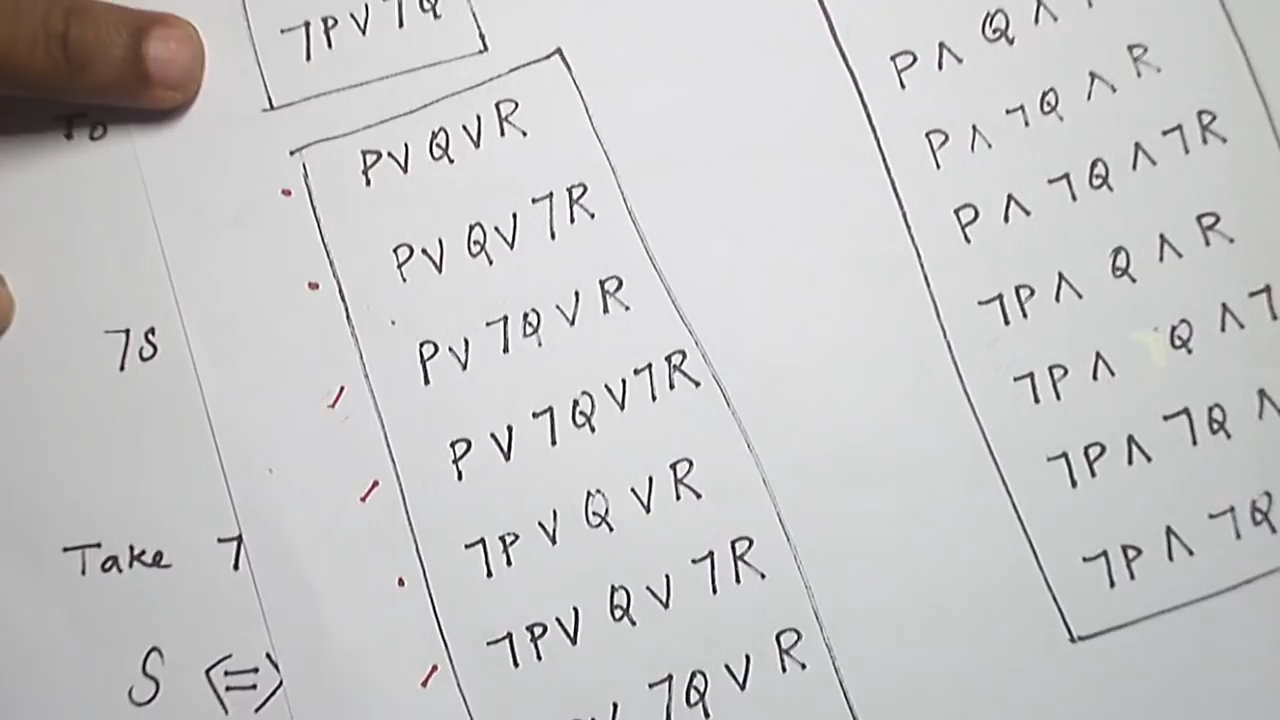 ¬P∨¬Q
To
P∨Q∨R
P∨Q∨¬R
P∨¬Q∨R
P∨¬Q∨¬R
¬P∨Q∨R
¬P∨Q∨¬R
∨¬Q∨R
¬S
Take ¬
S <=>
P∧Q∧
P∧¬Q∧R
P∧¬Q∧¬R
¬P∧Q∧R
¬P∧Q∧¬
¬P∧¬Q∧
¬P∧¬Q